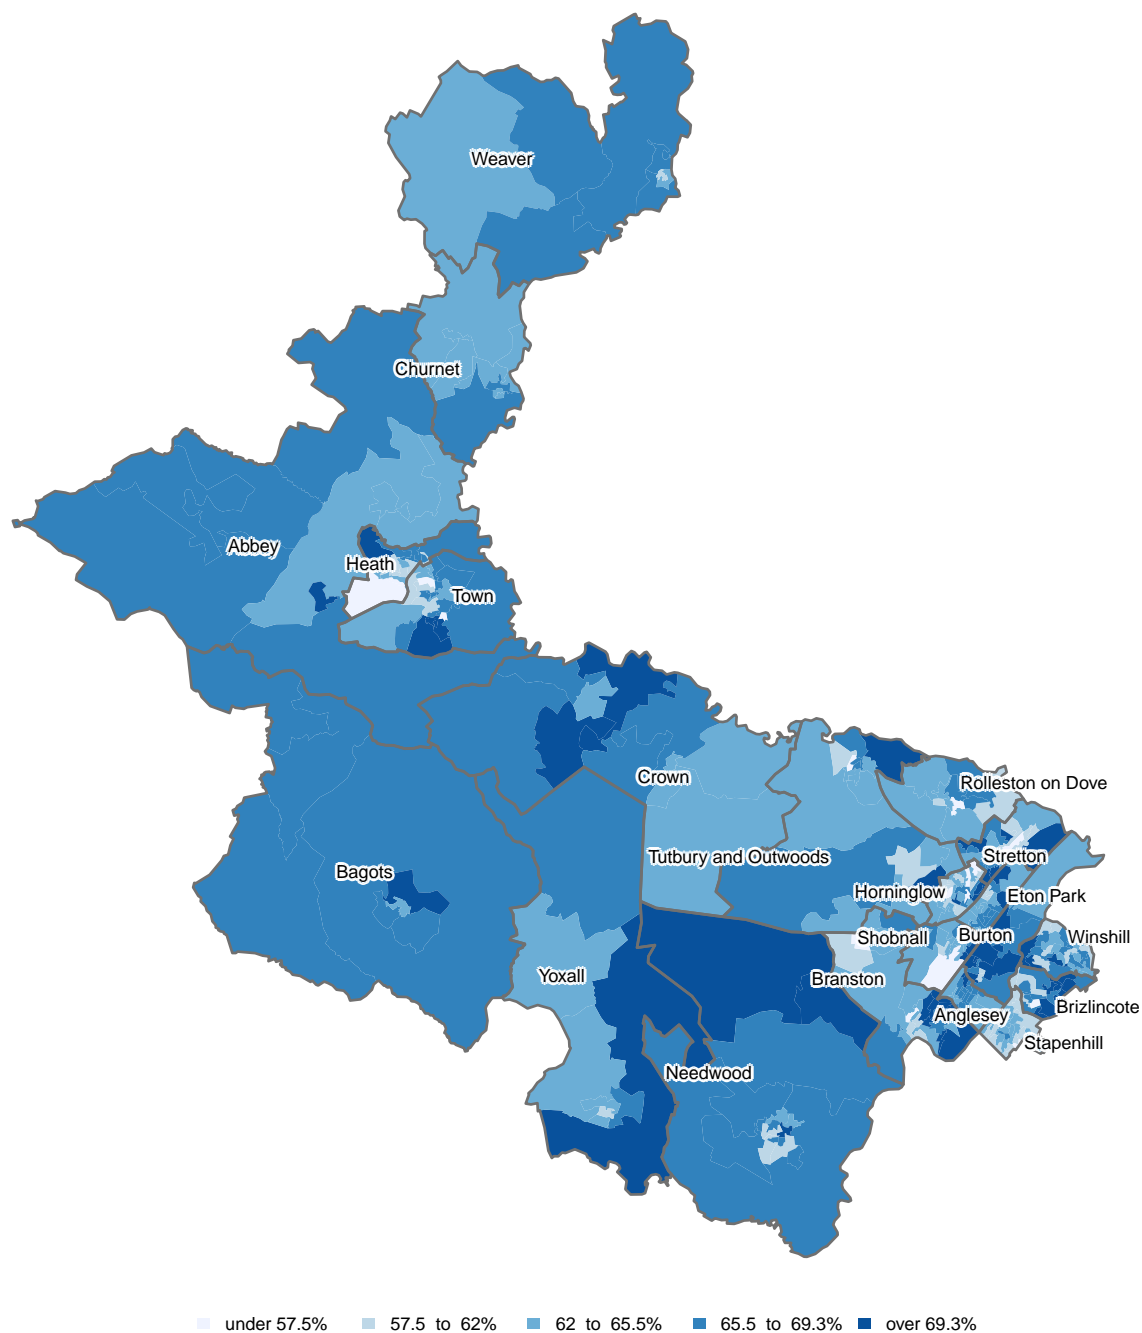 Weaver
Churnet
Abbey
Heath
Town
Crown
Rolleston on Dove
Tutbury and Outwoods
Stretton
Bagots
Horninglow
Eton Park
Shobnall
Burton
Winshill
Yoxall
Branston
Brizlincote
Anglesey
Stapenhill
Needwood
under 57.5% 57.5 to 62% 62 to 65.5% 65.5 to 69.3% over 69.3%